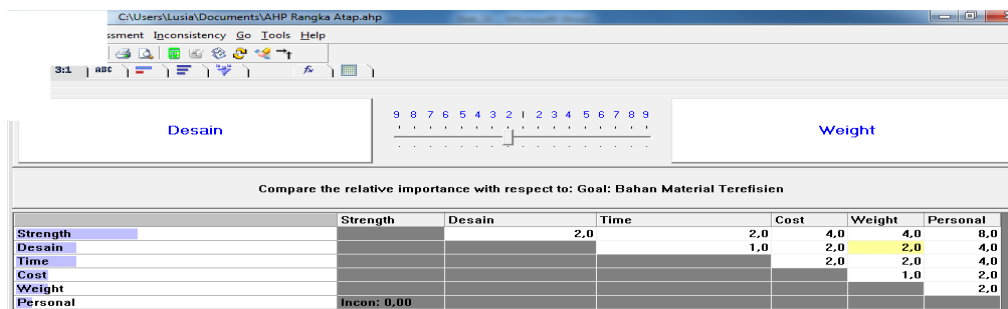 C:\Users\Lusia\Documents\AHP Rangka Atap.ahp
ssment Inconsistency Go Tools Help
3:1 ABC fx
9 8 7 6 5 4 3 2 1 2 3 4 5 6 7 8 9
Desain Weight
Compare the relative importance with respect to: Goal: Bahan Material Terefisien
Strength Desain Time Cost Weight Personal
Strength 2,0 2,0 4,0 4,0 8,0
Desain 1,0 2,0 2,0 4,0
Time 2,0 2,0 4,0
Cost 1,0 2,0
Weight 2,0
Personal Incon: 0,00